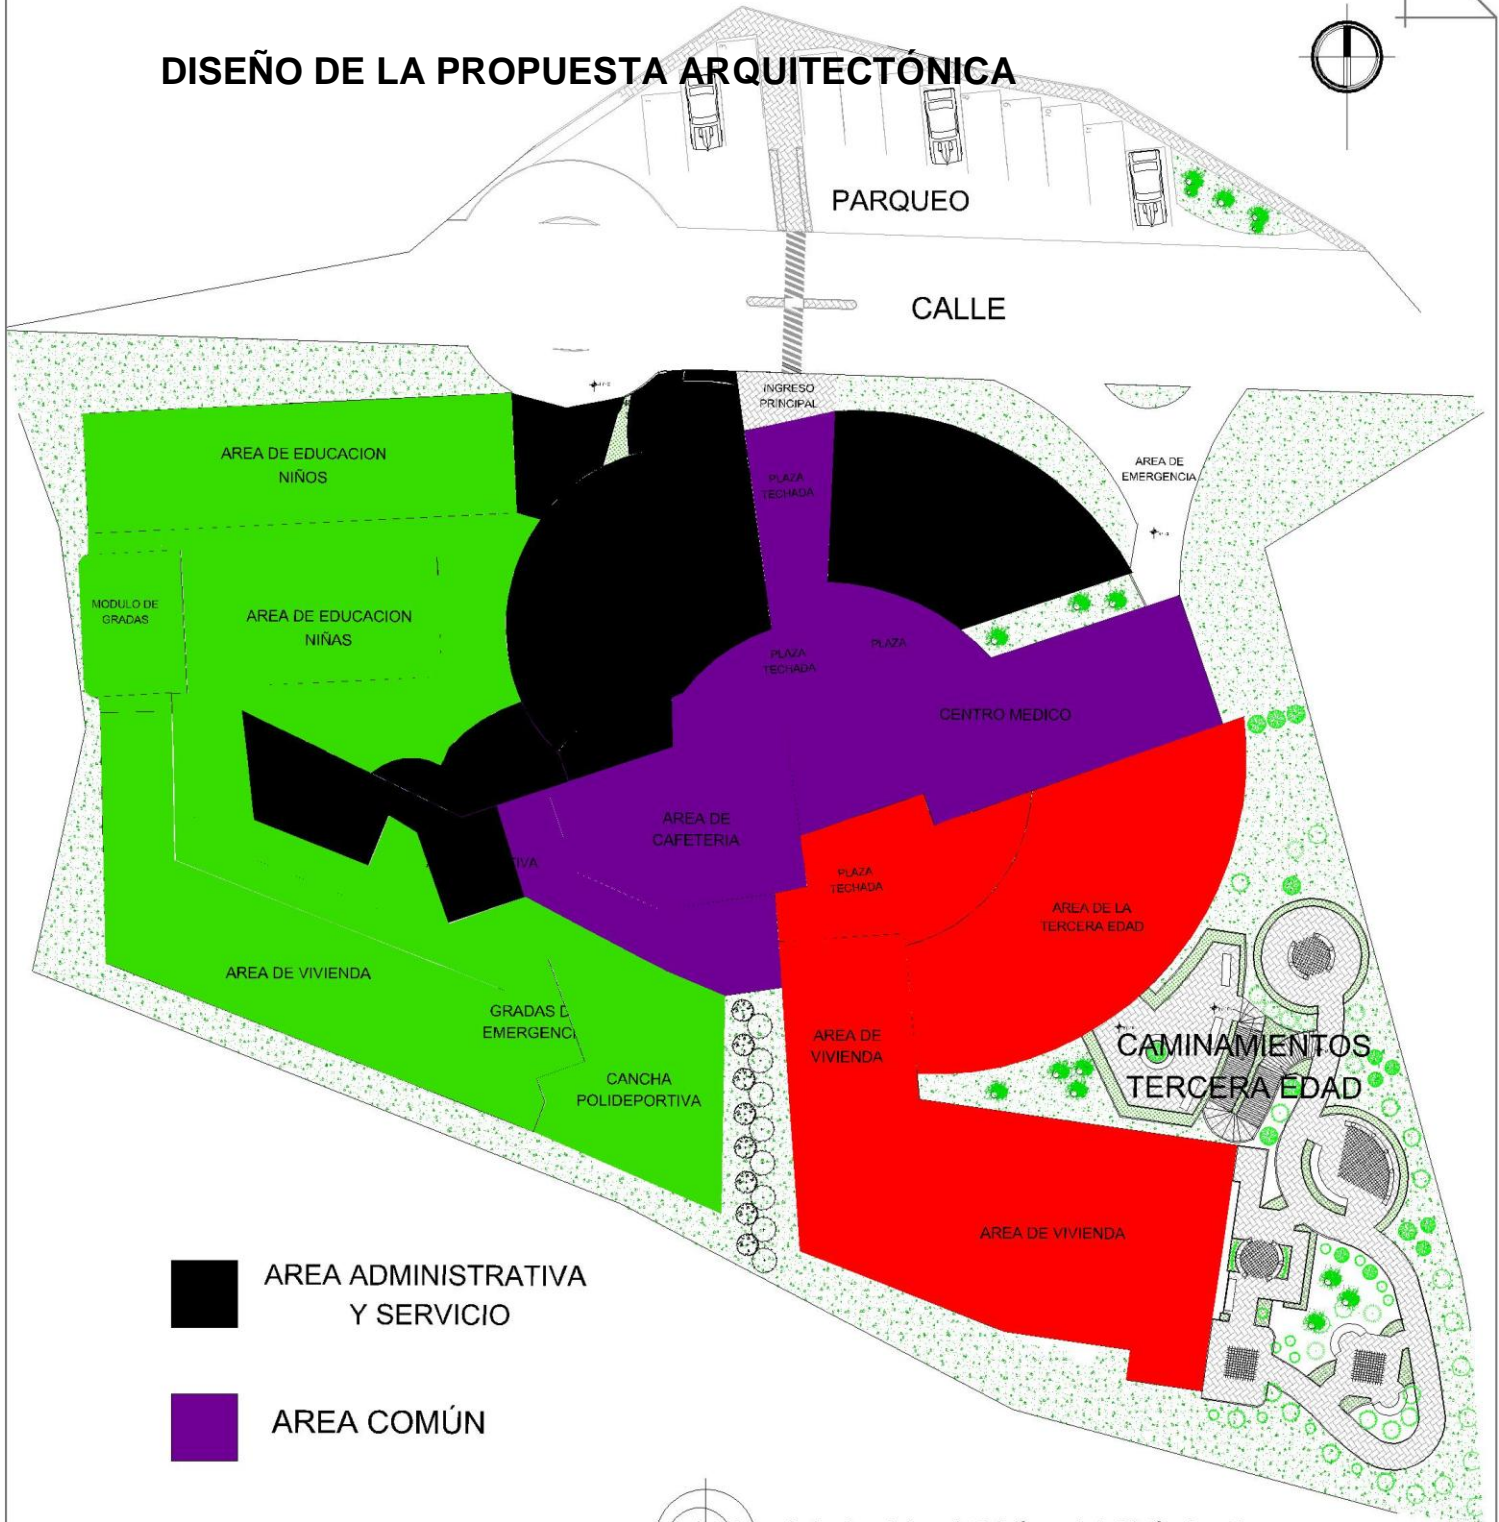 DISEÑO DE LA PROPUESTA ARQUITECTÓNICA
PARQUEO
CALLE
INGRESO
PRINCIPAL
AREA DE EDUCACION
NIÑOS
PLAZA
TECHADA
AREA DE
EMERGENCIA
MODULO DE
GRADAS
AREA DE EDUCACION
NIÑAS
PLAZA
TECHADA
PLAZA
CENTRO MEDICO
AREA DE
CAFETERIA
TIVA
PLAZA
TECHADA
AREA DE LA
TERCERA EDAD
AREA DE VIVIENDA
GRADAS D
EMERGENCI
AREA DE
VIVIENDA
CAMINAMIENTOS
TERCERA EDAD
CANCHA
POLIDEPORTIVA
AREA DE VIVIENDA
AREA ADMINISTRATIVA
Y SERVICIO
AREA COMÚN